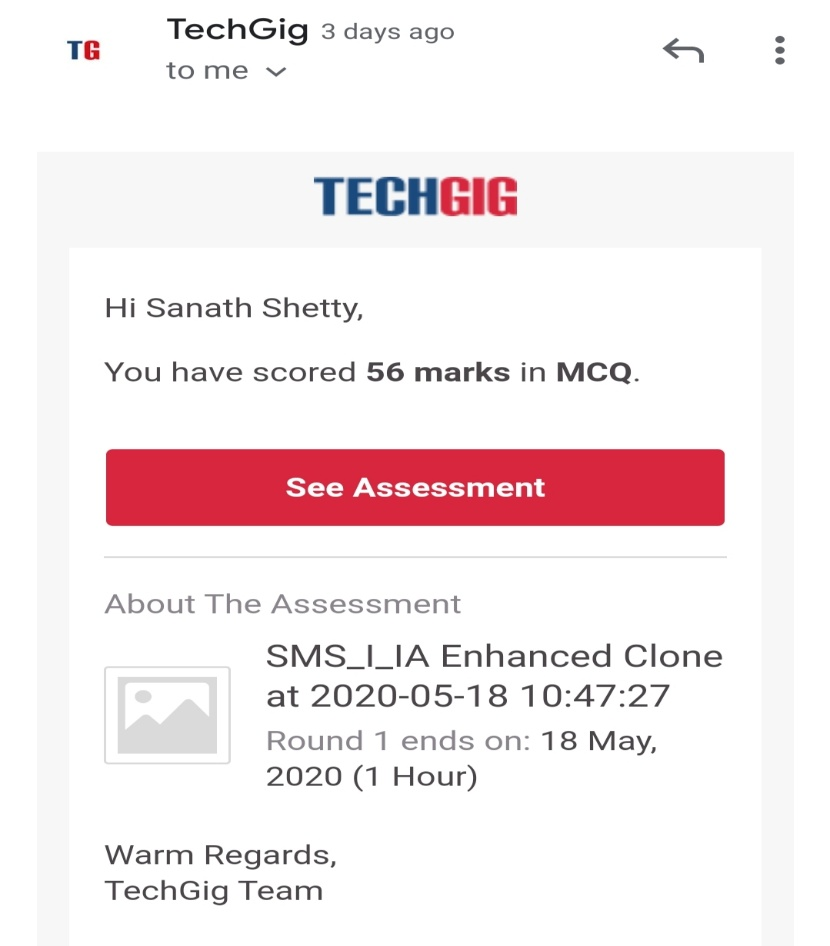 TG
TechGig 3 days ago
to me
TECHGIG
Hi Sanath Shetty,
You have scored 56 marks in MCQ.
See Assessment
About The Assessment
SMS_I_IA Enhanced Clone
at 2020-05-18 10:47:27
Round 1 ends on: 18 May,
2020 (1 Hour)
Warm Regards,
TechGig Team